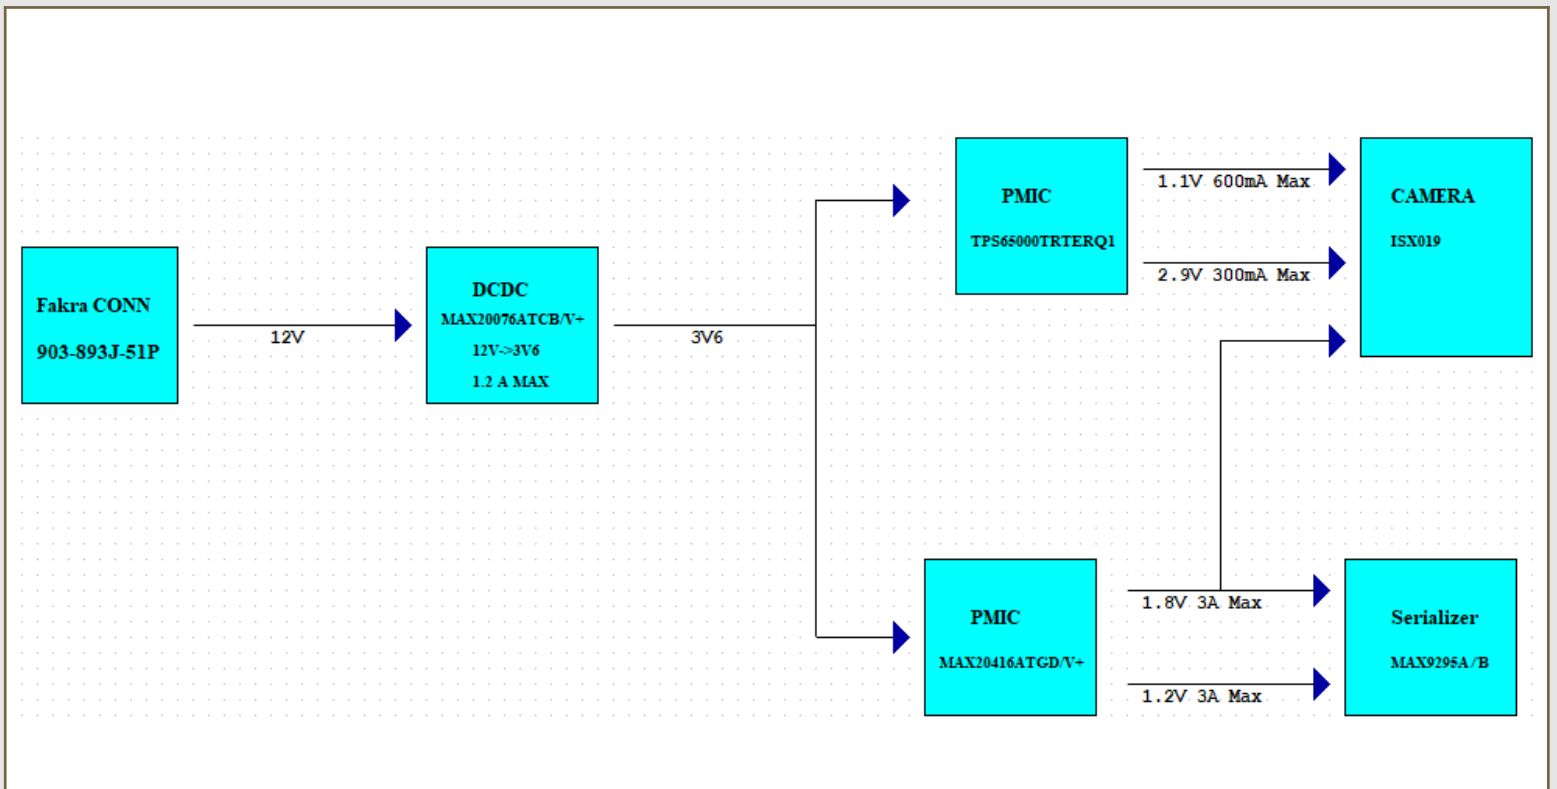 Fakra CONN
903-893J-51P
12V
DCDC
MAX20076ATCB/V+
12V->3V6
1.2 A MAX
3V6
PMIC
TPS65000TRTERQ1
1.1V 600mA Max
2.9V 300mA Max
CAMERA
ISX019
PMIC
MAX20416ATGD/V+
1.8V 3A Max
1.2V 3A Max
Serializer
MAX9295A/B